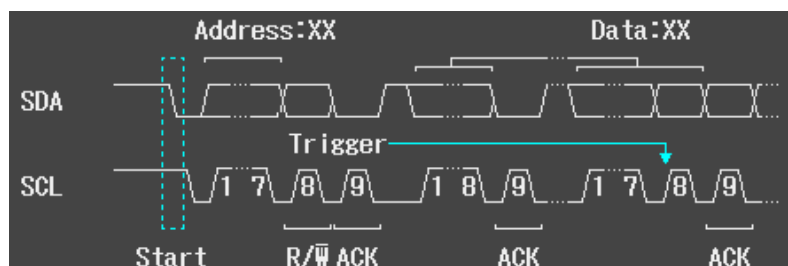 Address:XX Data:XX
SDA
Trigger
SCL 1 7 8 9 1 8 9 1 7 8 9
Start R/W̅ ACK ACK ACK